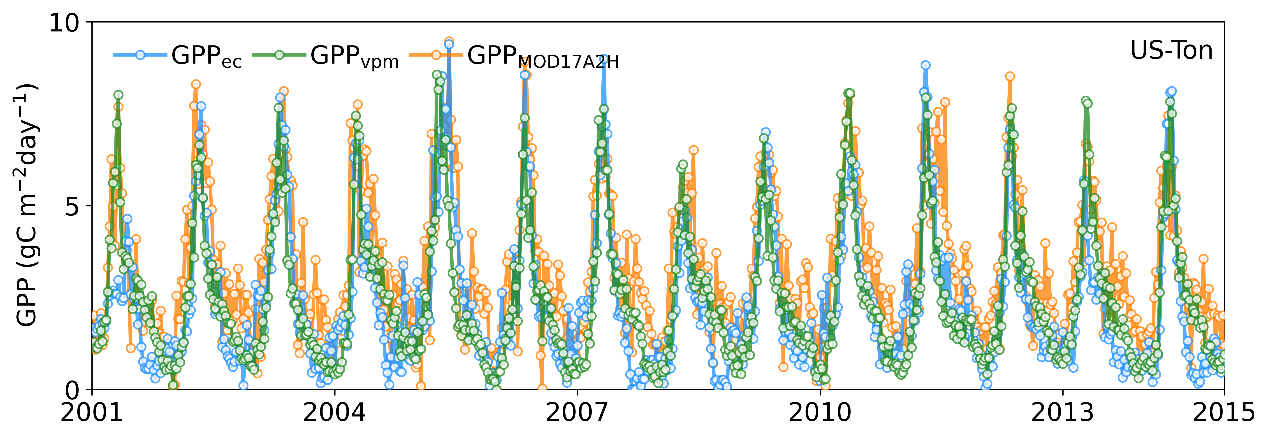 10
GPPec GPPvpm GPPMOD17A2H US-Ton
GPP (gC m−2day−1)
5
0
2001 2004 2007 2010 2013 2015